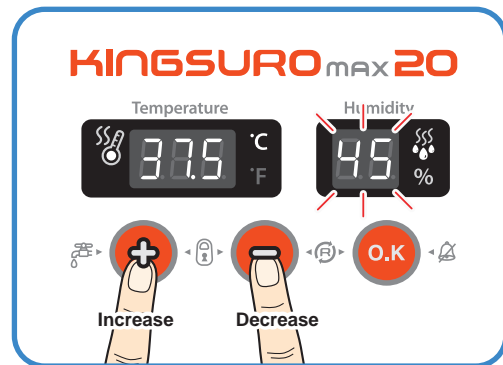 KINGSURO max 20
Temperature Humidity
37.5 °C °F 45 %
R O.K
Increase Decrease